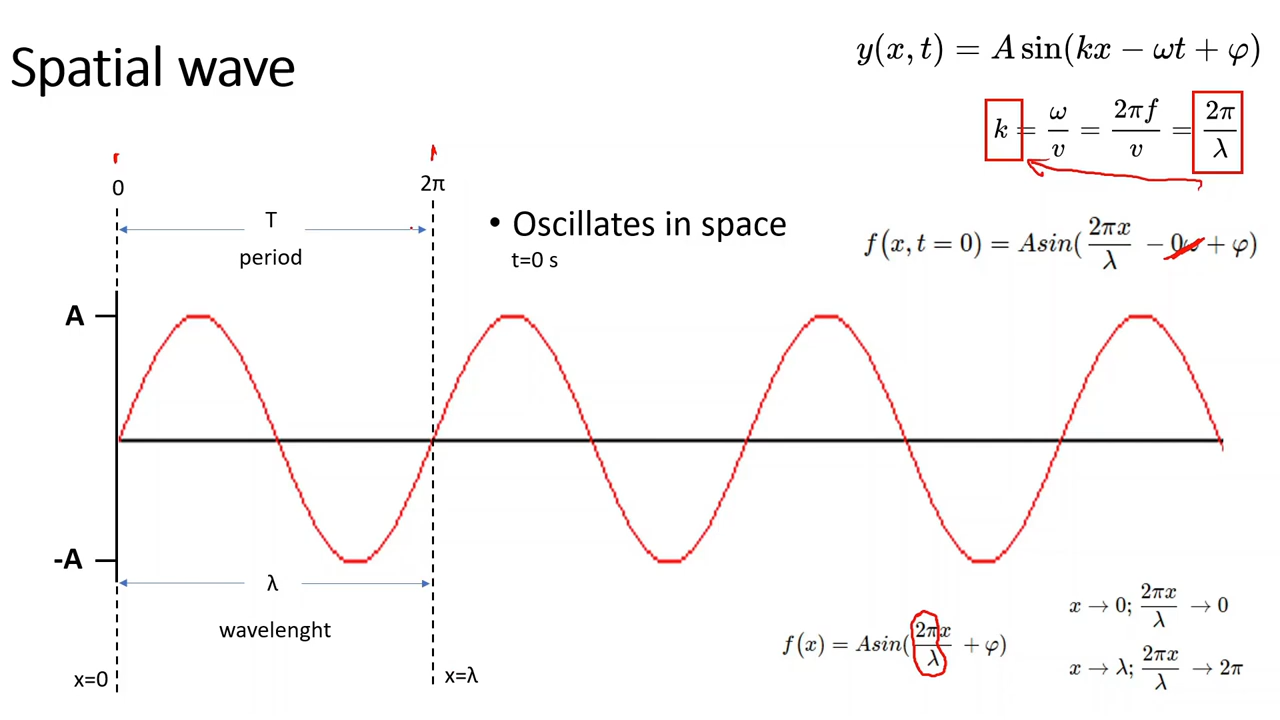 Spatial wave
y(x, t) = A sin(kx − ωt + φ)
k = ω/v = 2πf/v = 2π/λ
0
2π
T
period
• Oscillates in space
t=0 s
f(x, t = 0) = Asin(2πx/λ − 0ω + φ)
A
-A
λ
wavelenght
x=0
x=λ
f(x) = Asin(2πx/λ + φ)
x → 0; 2πx/λ → 0
x → λ; 2πx/λ → 2π